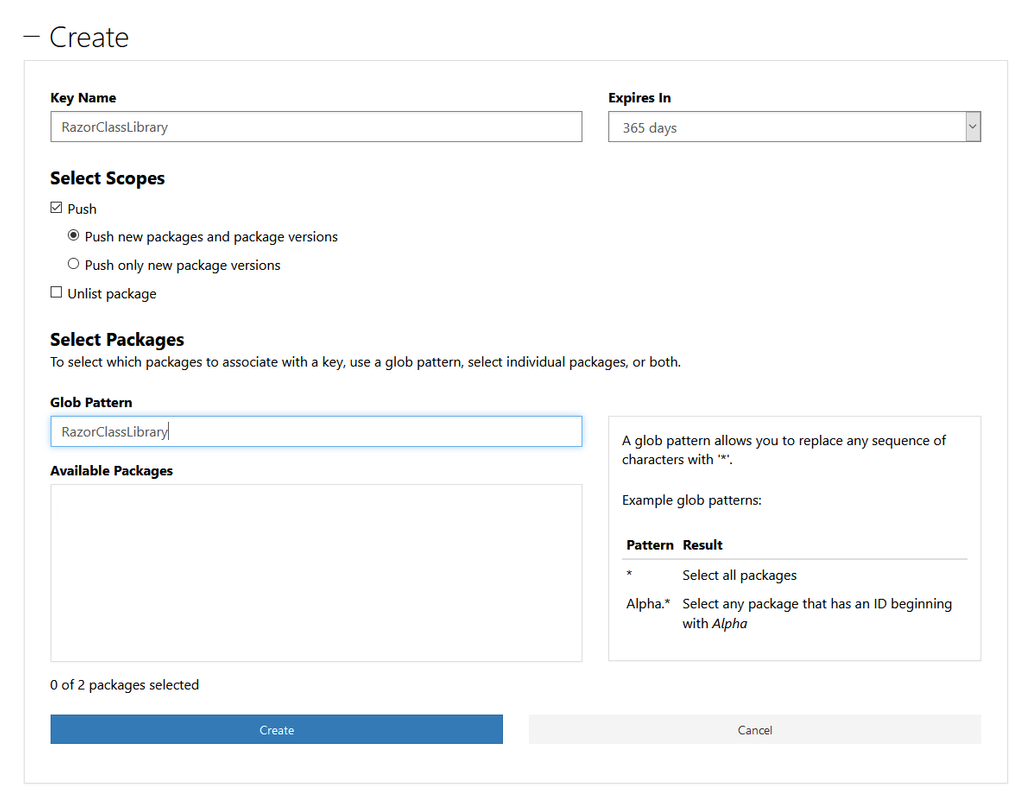 Create
Key Name
Expires In
RazorClassLibrary
365 days
Select Scopes
Push
Push new packages and package versions
Push only new package versions
Unlist package
Select Packages
To select which packages to associate with a key, use a glob pattern, select individual packages, or both.
Glob Pattern
RazorClassLibrary
Available Packages
A glob pattern allows you to replace any sequence of
characters with '*'.
Example glob patterns:
Pattern Result
* Select all packages
Alpha.* Select any package that has an ID beginning
with Alpha
0 of 2 packages selected
Create
Cancel